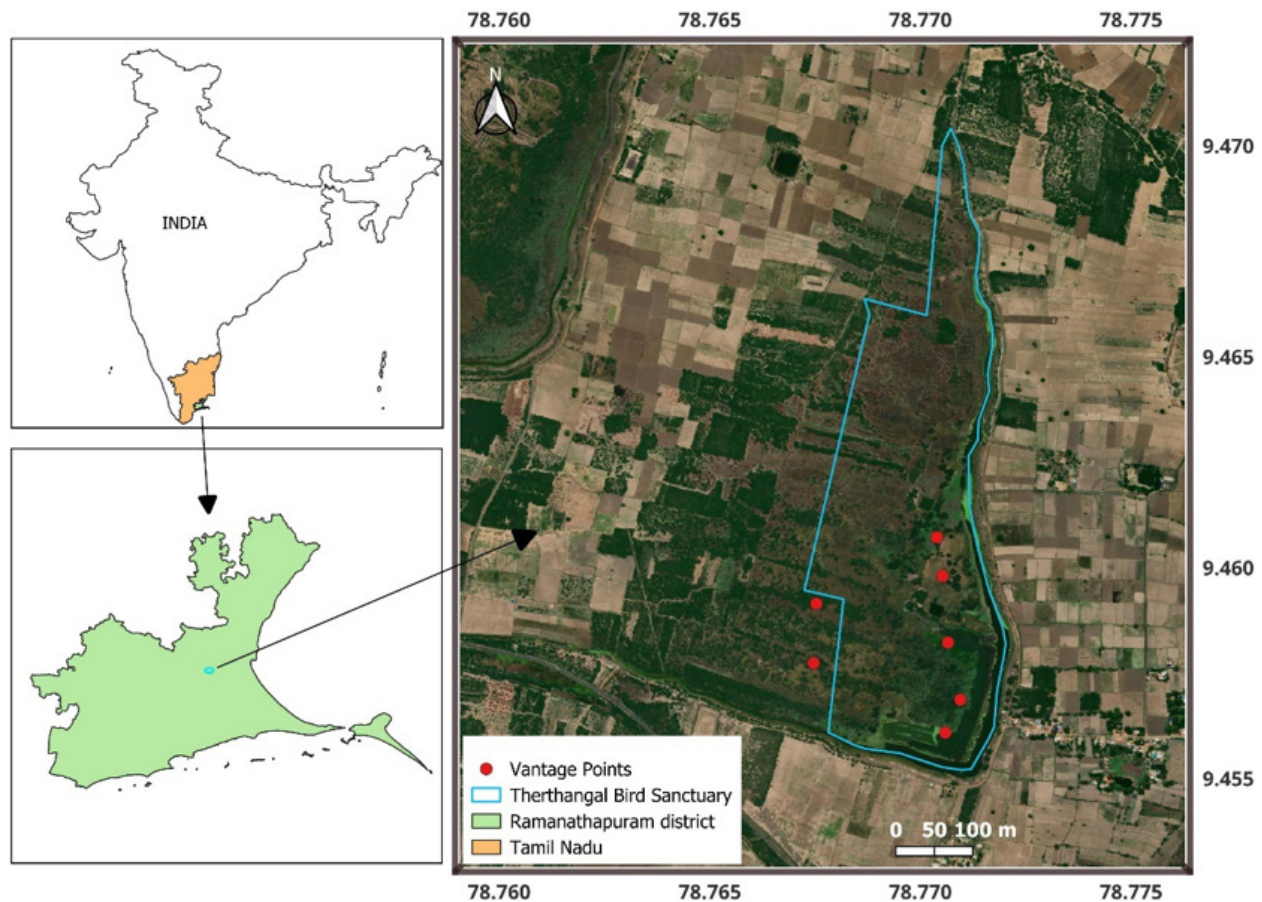 78.760 78.765 78.770 78.775
INDIA
N
9.470
9.465
9.460
9.455
Vantage Points
Therthangal Bird Sanctuary
Ramanathapuram district
Tamil Nadu
0 50 100 m
78.760 78.765 78.770 78.775